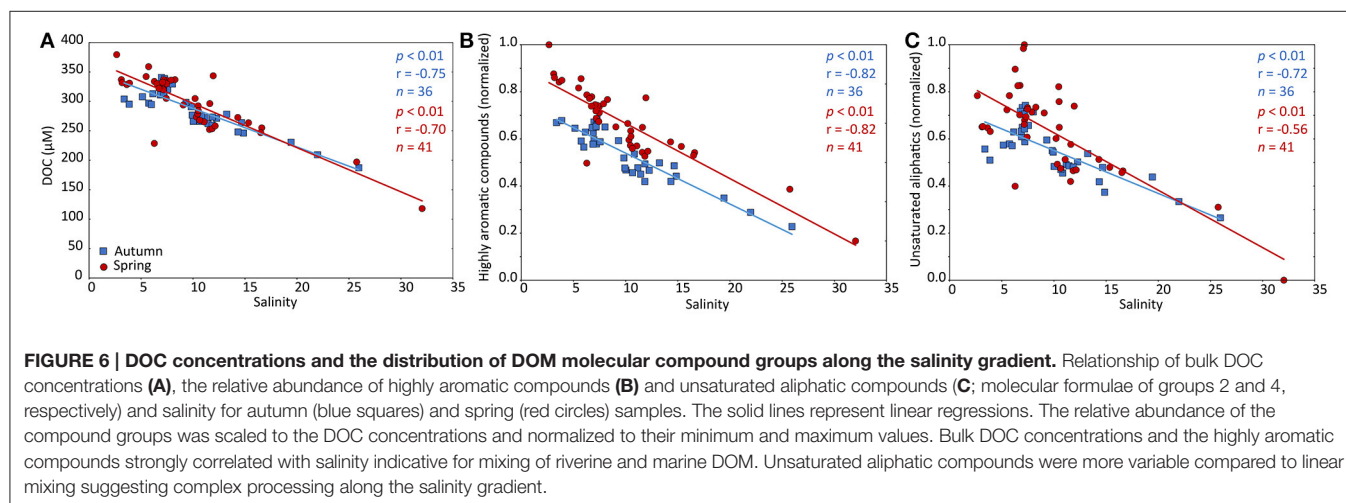 A
400
350
300
250
200
150
100
50
0
DOC (µM)
0 5 10 15 20 25 30 35
Salinity
Autumn
Spring
p < 0.01
r = -0.75
n = 36
p < 0.01
r = -0.70
n = 41
B
1.0
0.8
0.6
0.4
0.2
0.0
Highly aromatic compounds (normalized)
0 5 10 15 20 25 30 35
Salinity
p < 0.01
r = -0.82
n = 36
p < 0.01
r = -0.82
n = 41
C
1.0
0.8
0.6
0.4
0.2
0.0
Unsaturated aliphatics (normalized)
0 5 10 15 20 25 30 35
Salinity
p < 0.01
r = -0.72
n = 36
p < 0.01
r = -0.56
n = 41
FIGURE 6 | DOC concentrations and the distribution of DOM molecular compound groups along the salinity gradient. Relationship of bulk DOC
concentrations (A), the relative abundance of highly aromatic compounds (B) and unsaturated aliphatic compounds (C; molecular formulae of groups 2 and 4,
respectively) and salinity for autumn (blue squares) and spring (red circles) samples. The solid lines represent linear regressions. The relative abundance of the
compound groups was scaled to the DOC concentrations and normalized to their minimum and maximum values. Bulk DOC concentrations and the highly aromatic
compounds strongly correlated with salinity indicative for mixing of riverine and marine DOM. Unsaturated aliphatic compounds were more variable compared to linear
mixing suggesting complex processing along the salinity gradient.